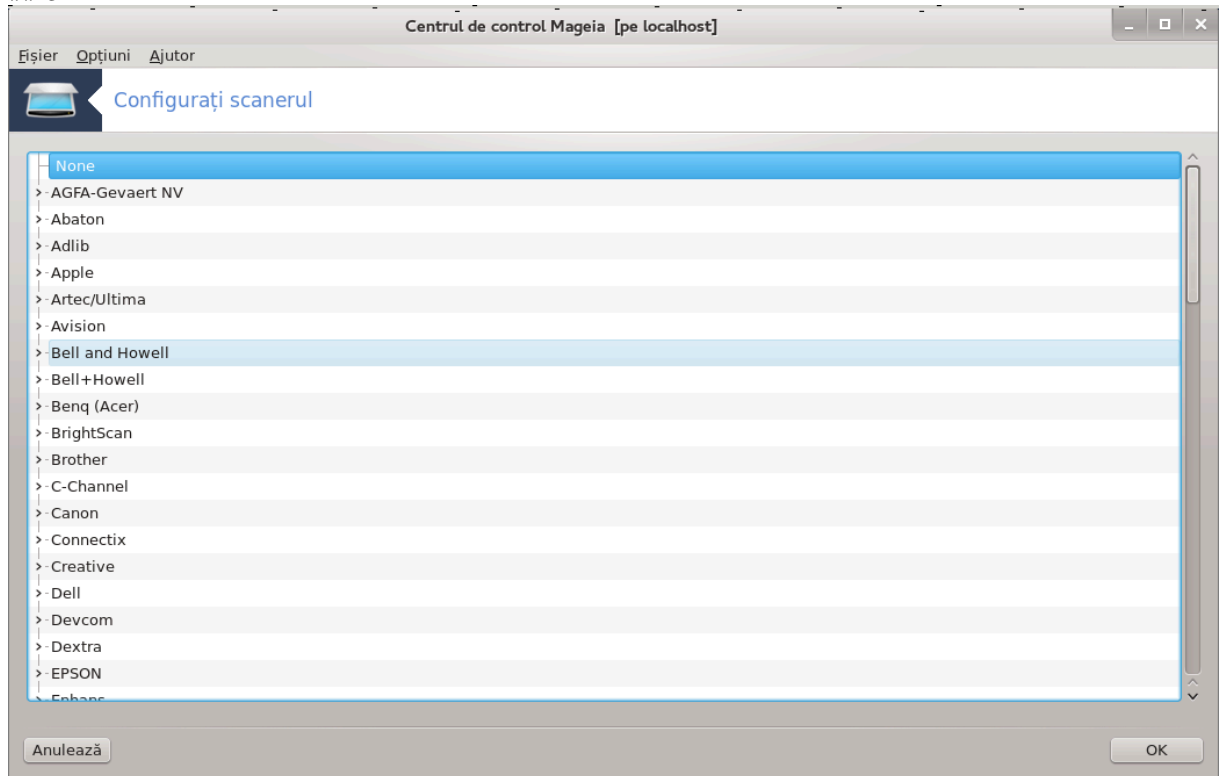 Centrul de control Mageia [pe localhost]
Fișier Opțiuni Ajutor
Configurați scanerul
None
AGFA-Gevaert NV
Abaton
Adlib
Apple
Artec/Ultima
Avision
Bell and Howell
Bell+Howell
Benq (Acer)
BrightScan
Brother
C-Channel
Canon
Connectix
Creative
Dell
Devcom
Dextra
EPSON
Anulează OK